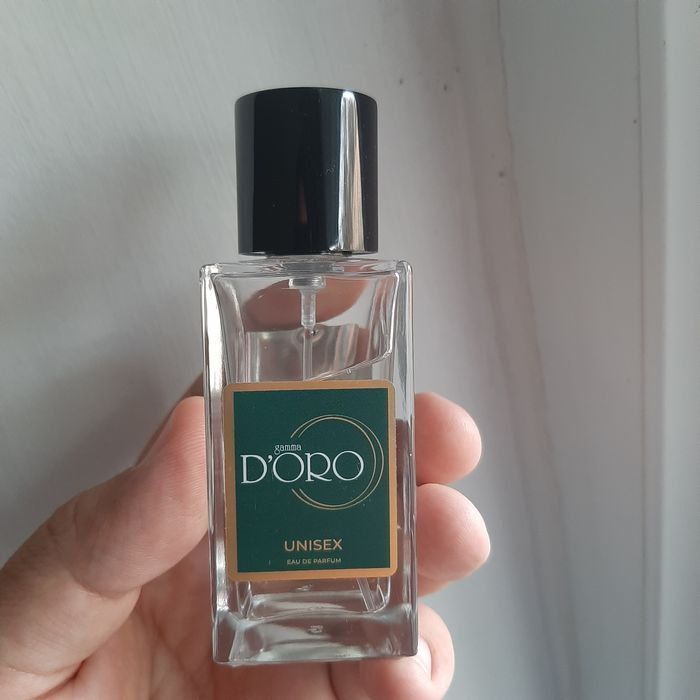 gamma
D'ORO
UNISEX
EAU DE PARFUM